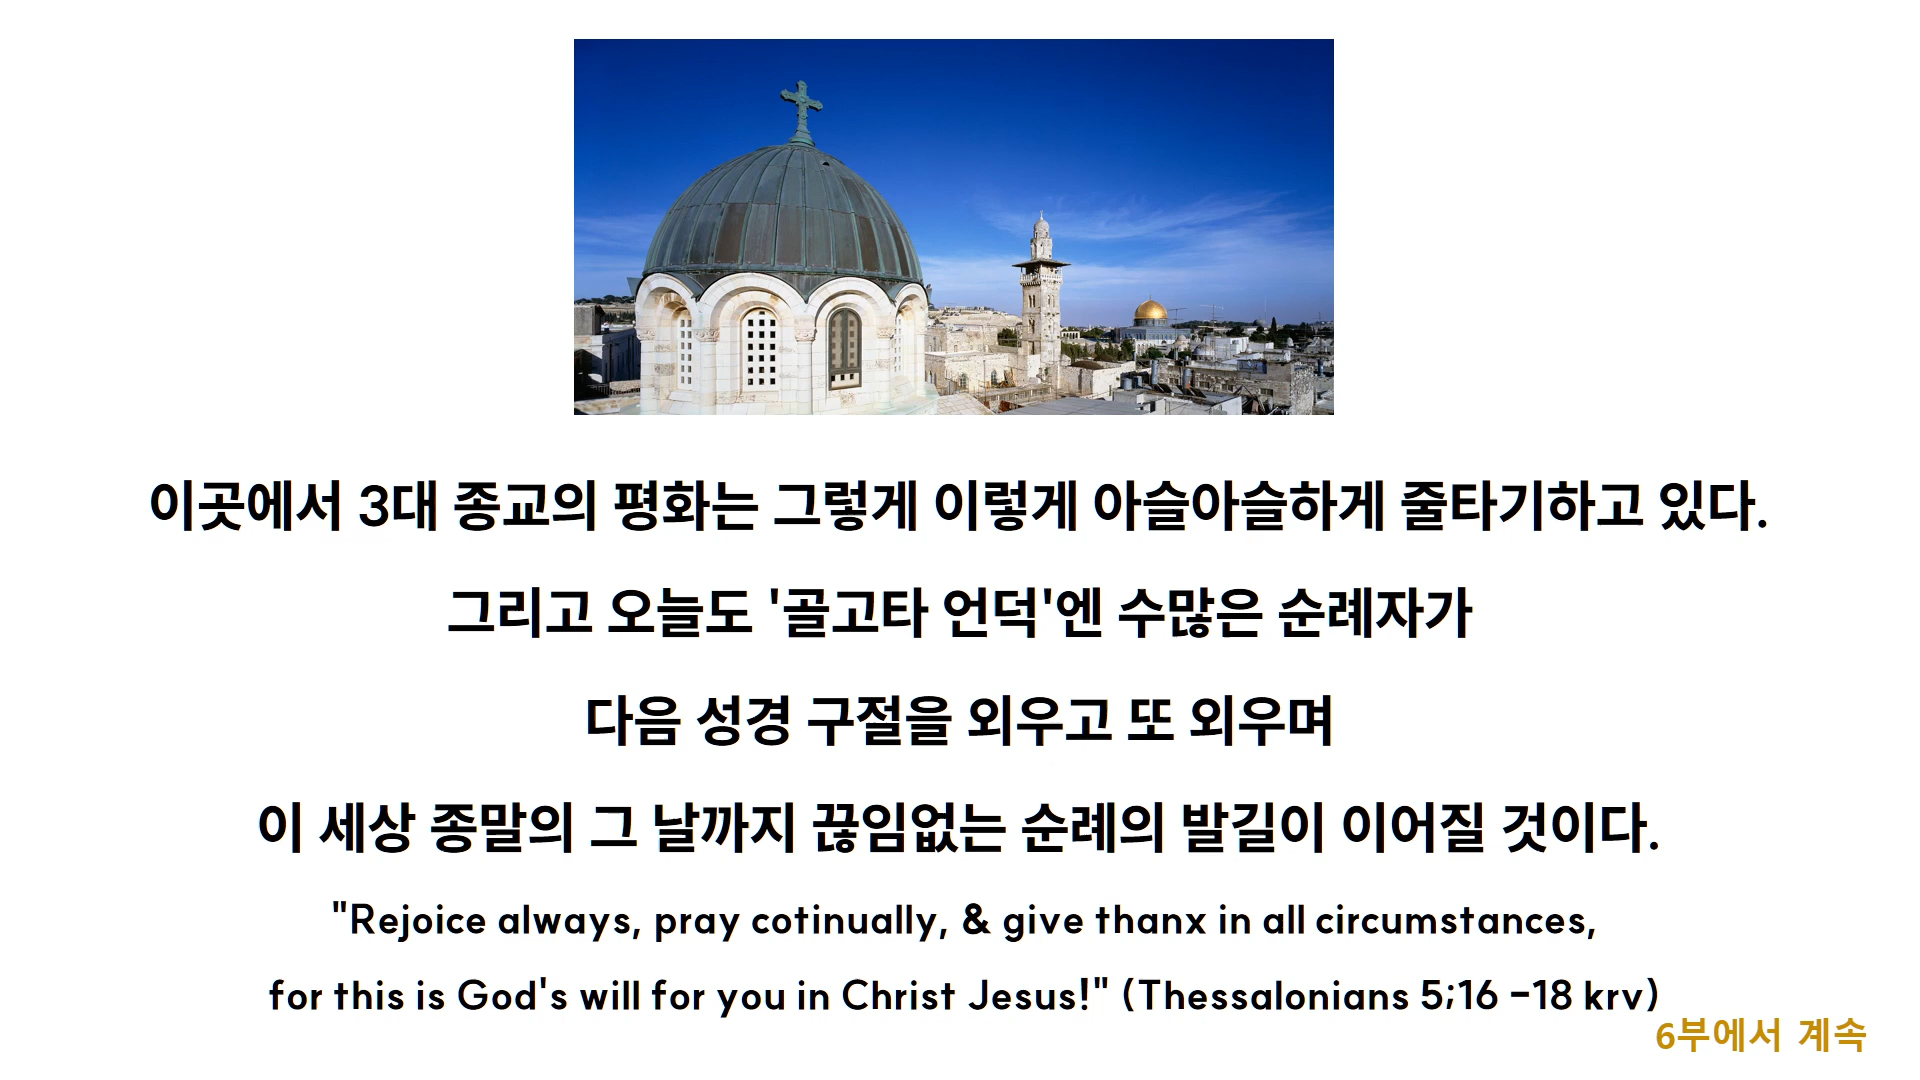 이곳에서 3대 종교의 평화는 그렇게 이렇게 아슬아슬하게 줄타기하고 있다.
그리고 오늘도 '골고타 언덕'엔 수많은 순례자가
다음 성경 구절을 외우고 또 외우며
이 세상 종말의 그 날까지 끊임없는 순례의 발길이 이어질 것이다.
"Rejoice always, pray cotinually, & give thanx in all circumstances,
for this is God's will for you in Christ Jesus!" (Thessalonians 5;16 -18 krv)
6부에서 계속